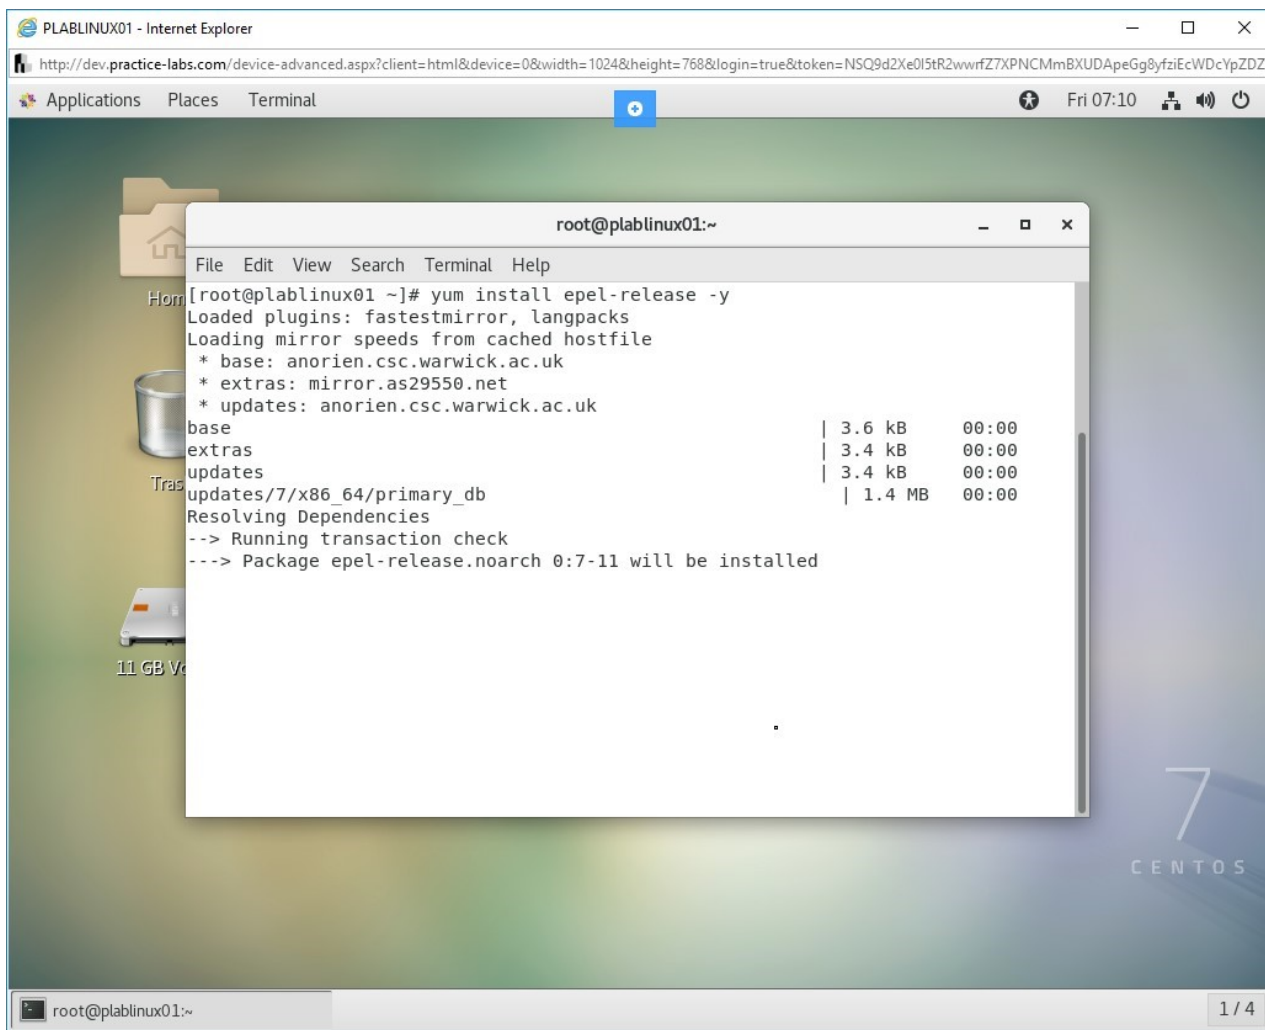 PLABLINUX01 - Internet Explorer
http://dev.practice-labs.com/device-advanced.aspx?client=html&device=0&width=1024&height=768&login=true&token=NSQ9d2Xe0I5tR2wwrfZ7XPNCMmBXUDApeGg8yfziEcWDcYpZDZ
Applications Places Terminal Fri 07:10
root@plablinux01:~
File Edit View Search Terminal Help
Hom
[root@plablinux01 ~]# yum install epel-release -y
Loaded plugins: fastestmirror, langpacks
Loading mirror speeds from cached hostfile
* base: anorien.csc.warwick.ac.uk
* extras: mirror.as29550.net
* updates: anorien.csc.warwick.ac.uk
base | 3.6 kB 00:00
extras | 3.4 kB 00:00
updates | 3.4 kB 00:00
Tras
updates/7/x86_64/primary_db | 1.4 MB 00:00
Resolving Dependencies
--> Running transaction check
---> Package epel-release.noarch 0:7-11 will be installed
11 GB Vo
7
CENTOS
root@plablinux01:~ 1 / 4